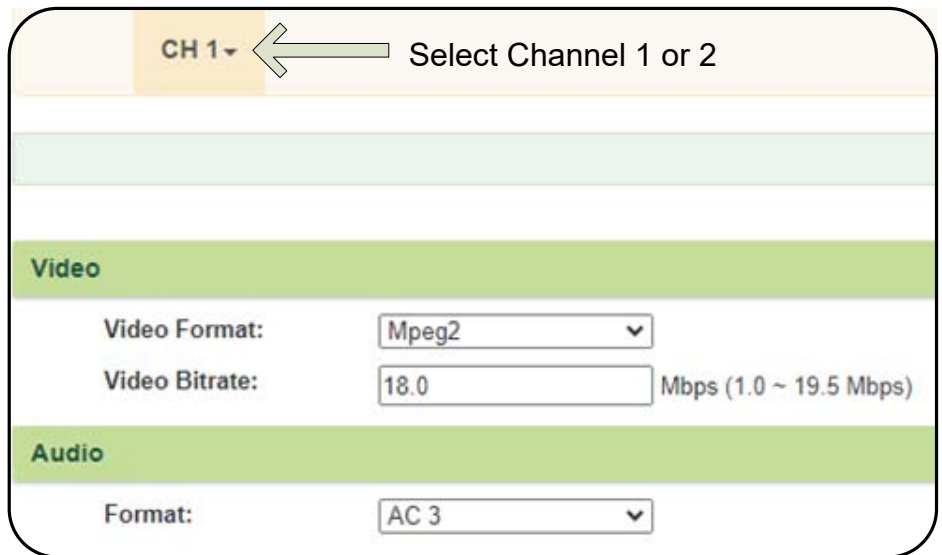 CH 1 Select Channel 1 or 2
Video
Video Format: Mpeg2
Video Bitrate: 18.0 Mbps (1.0 ~ 19.5 Mbps)
Audio
Format: AC 3